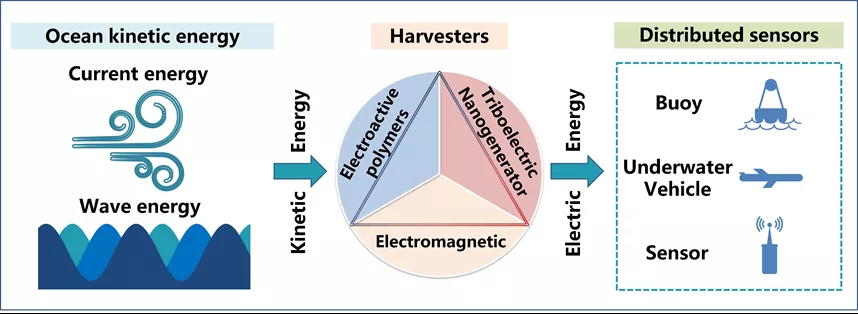 Ocean kinetic energy
Current energy
Wave energy
Kinetic Energy
Harvesters
Electroactive
polymers
Triboelectric
Nanogenerator
Electromagnetic
Electric Energy
Distributed sensors
Buoy
Underwater
Vehicle
Sensor